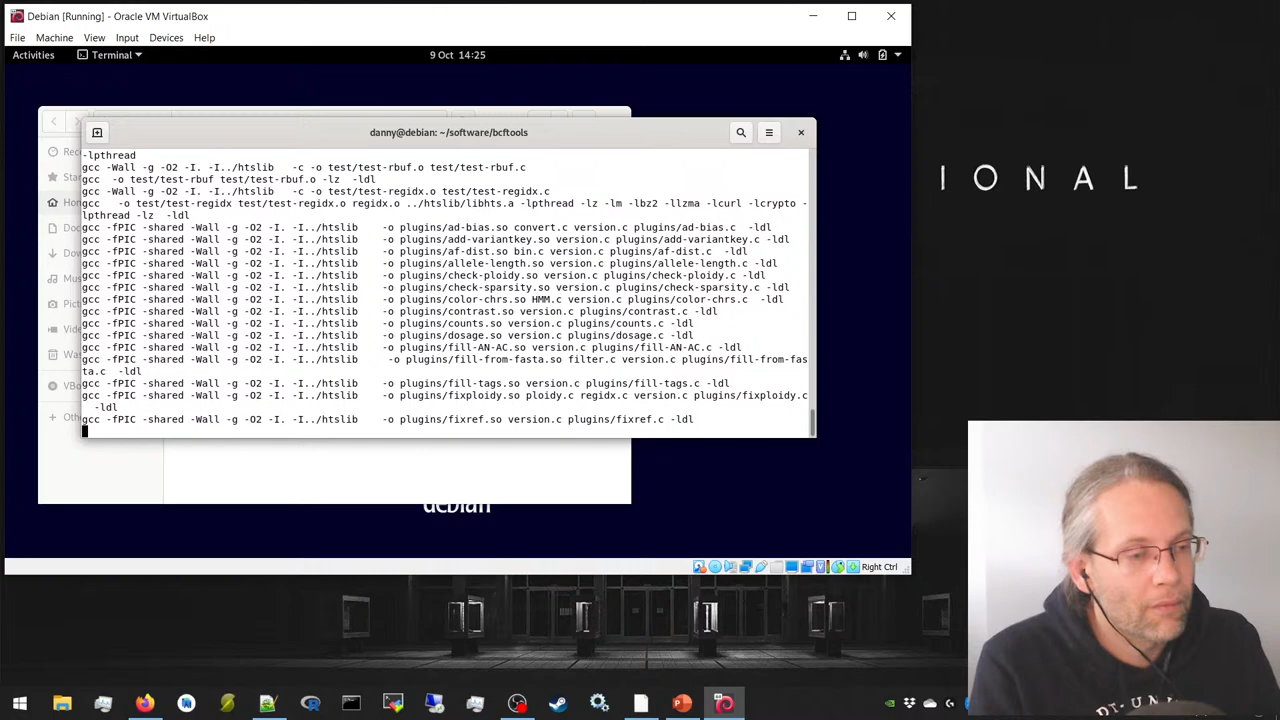 Debian [Running] - Oracle VM VirtualBox
File Machine View Input Devices Help
Activities Terminal 9 Oct 14:25
danny@debian: ~/software/bcftools
-lpthread
gcc -Wall -g -O2 -I. -I../htslib   -c -o test/test-rbuf.o test/test-rbuf.c
gcc  -o test/test-rbuf test/test-rbuf.o -lz  -ldl
gcc -Wall -g -O2 -I. -I../htslib   -c -o test/test-regidx.o test/test-regidx.c
gcc   -o test/test-regidx test/test-regidx.o regidx.o ../htslib/libhts.a -lpthread -lz -lm -lbz2 -llzma -lcurl -lcrypto -
lpthread -lz  -ldl
gcc -fPIC -shared -Wall -g -O2 -I. -I../htslib    -o plugins/ad-bias.so convert.c version.c plugins/ad-bias.c  -ldl
gcc -fPIC -shared -Wall -g -O2 -I. -I../htslib    -o plugins/add-variantkey.so version.c plugins/add-variantkey.c -ldl
gcc -fPIC -shared -Wall -g -O2 -I. -I../htslib    -o plugins/af-dist.so bin.c version.c plugins/af-dist.c  -ldl
gcc -fPIC -shared -Wall -g -O2 -I. -I../htslib    -o plugins/allele-length.so version.c plugins/allele-length.c -ldl
gcc -fPIC -shared -Wall -g -O2 -I. -I../htslib    -o plugins/check-ploidy.so version.c plugins/check-ploidy.c -ldl
gcc -fPIC -shared -Wall -g -O2 -I. -I../htslib    -o plugins/check-sparsity.so version.c plugins/check-sparsity.c -ldl
gcc -fPIC -shared -Wall -g -O2 -I. -I../htslib    -o plugins/color-chrs.so HMM.c version.c plugins/color-chrs.c  -ldl
gcc -fPIC -shared -Wall -g -O2 -I. -I../htslib    -o plugins/contrast.so version.c plugins/contrast.c -ldl
gcc -fPIC -shared -Wall -g -O2 -I. -I../htslib    -o plugins/counts.so version.c plugins/counts.c -ldl
gcc -fPIC -shared -Wall -g -O2 -I. -I../htslib    -o plugins/dosage.so version.c plugins/dosage.c -ldl
gcc -fPIC -shared -Wall -g -O2 -I. -I../htslib    -o plugins/fill-AN-AC.so version.c plugins/fill-AN-AC.c -ldl
gcc -fPIC -shared -Wall -g -O2 -I. -I../htslib     -o plugins/fill-from-fasta.so filter.c version.c plugins/fill-from-fas
ta.c  -ldl
gcc -fPIC -shared -Wall -g -O2 -I. -I../htslib    -o plugins/fill-tags.so version.c plugins/fill-tags.c -ldl
gcc -fPIC -shared -Wall -g -O2 -I. -I../htslib    -o plugins/fixploidy.so ploidy.c regidx.c version.c plugins/fixploidy.c
  -ldl
gcc -fPIC -shared -Wall -g -O2 -I. -I../htslib    -o plugins/fixref.so version.c plugins/fixref.c -ldl
Rece
Star
Hom
Doc
Dow
Mus
Pict
Vide
Was
VBo
Othe
debian
Right Ctrl
I O N A L